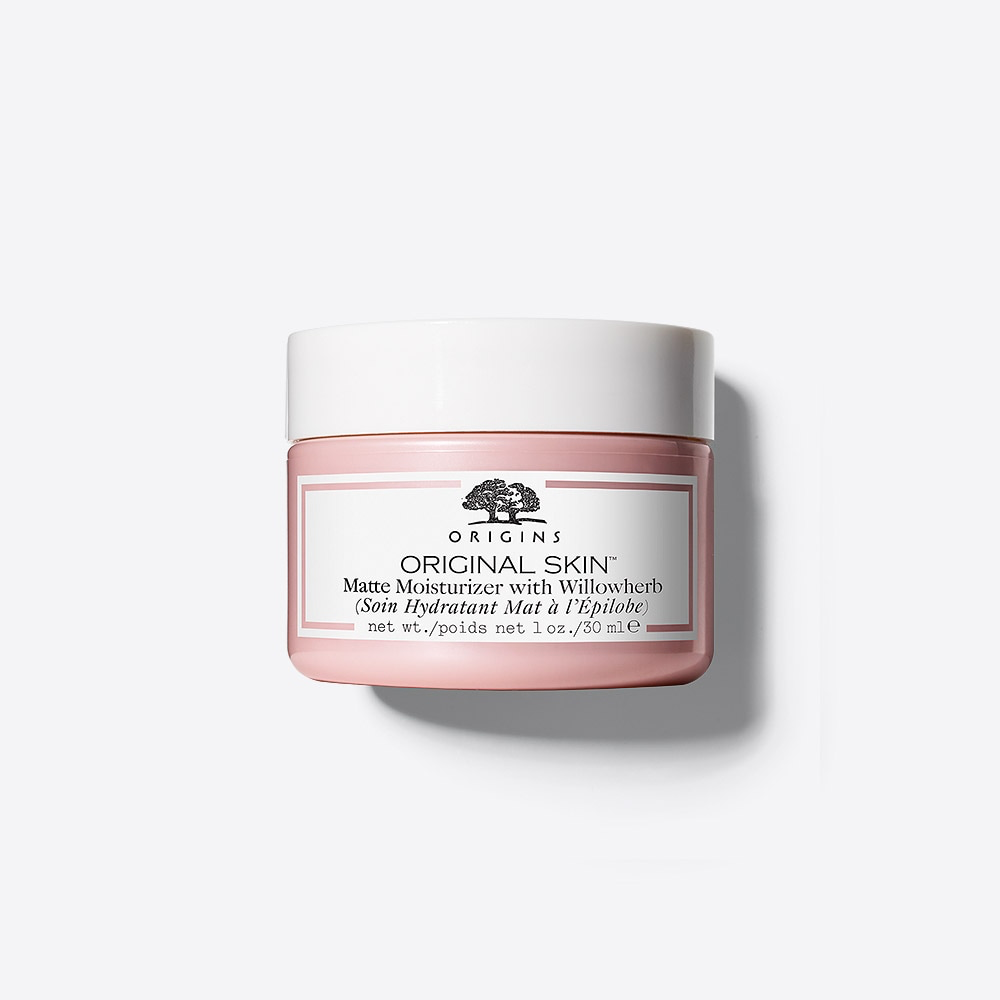 ORIGINS
ORIGINAL SKIN™
Matte Moisturizer with Willowherb
(Soin Hydratant Mat à l'Épilobe)
net wt./poids net 1 oz./30 ml ℮